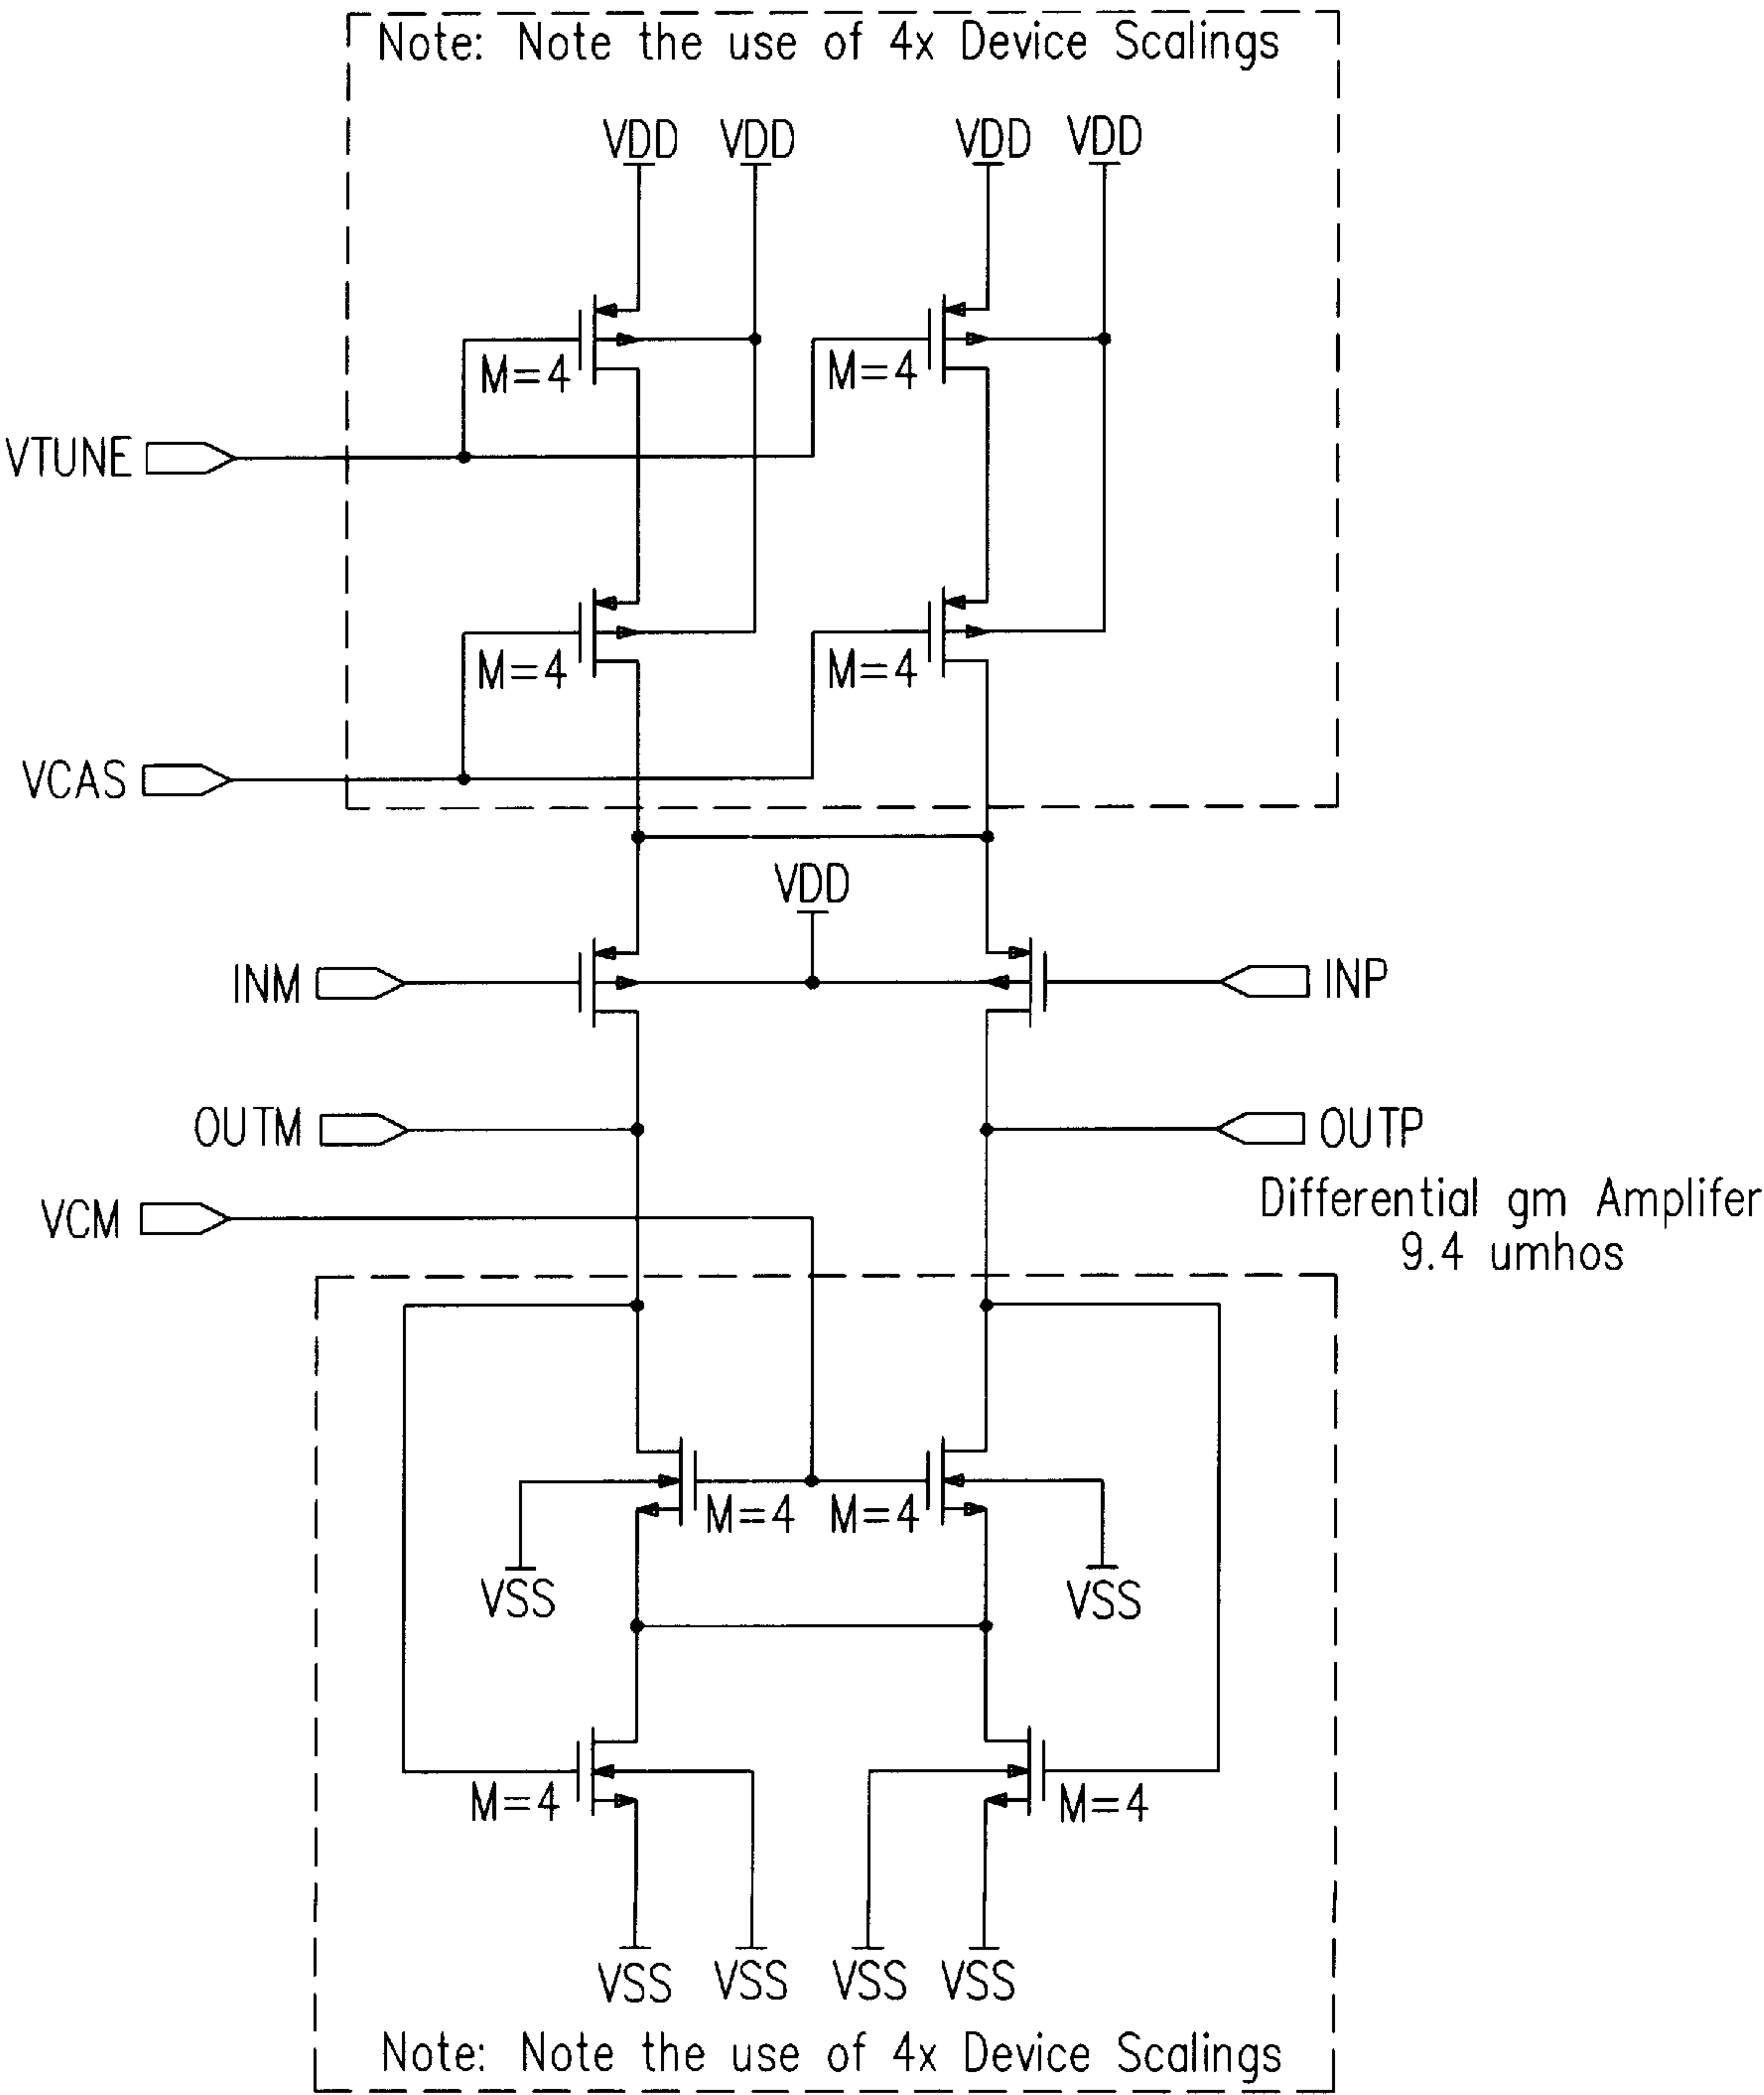 Note: Note the use of 4x Device Scalings
VDD VDD VDD VDD
M=4 M=4
VTUNE
M=4 M=4
VCAS
VDD
INM INP
OUTM OUTP
VCM
Differential gm Amplifer
9.4 umhos
M=4 M=4
VSS VSS
M=4 M=4
VSS VSS VSS VSS
Note: Note the use of 4x Device Scalings